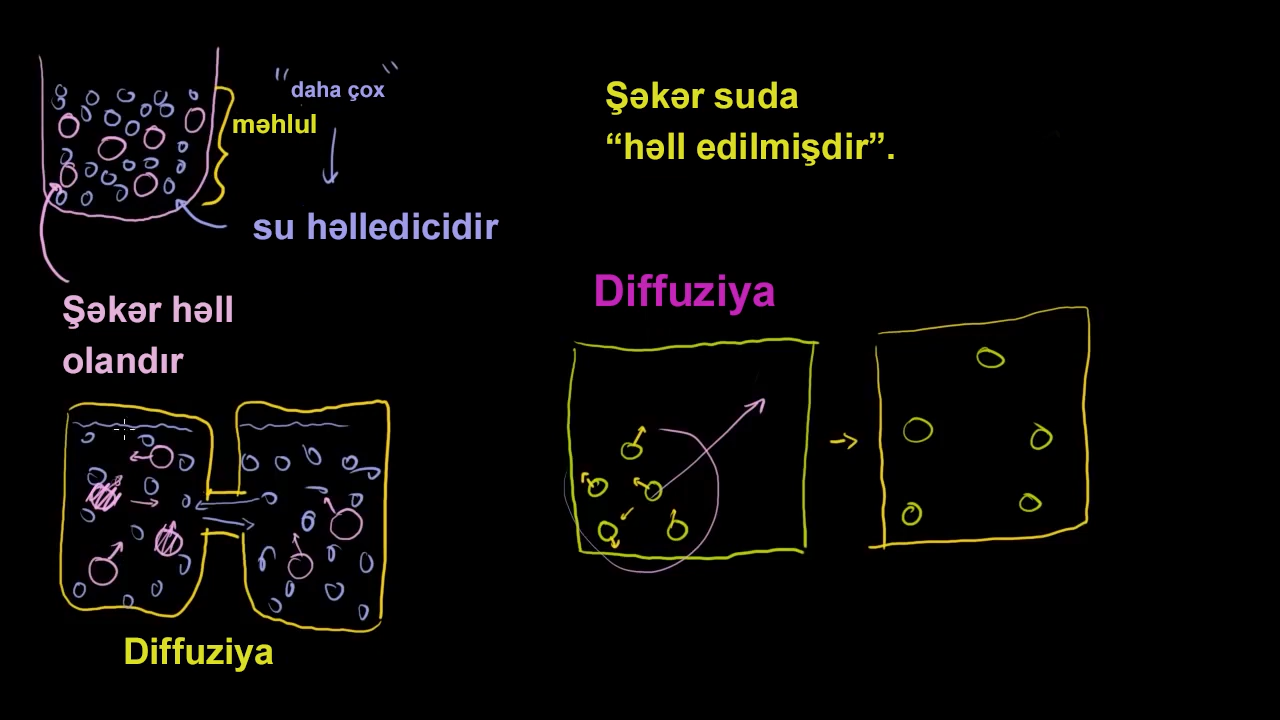 "daha çox"
məhlul
su həlledicidir
Şəkər həll
olandır
Diffuziya
Şəkər suda
“həll edilmişdir”.
Diffuziya